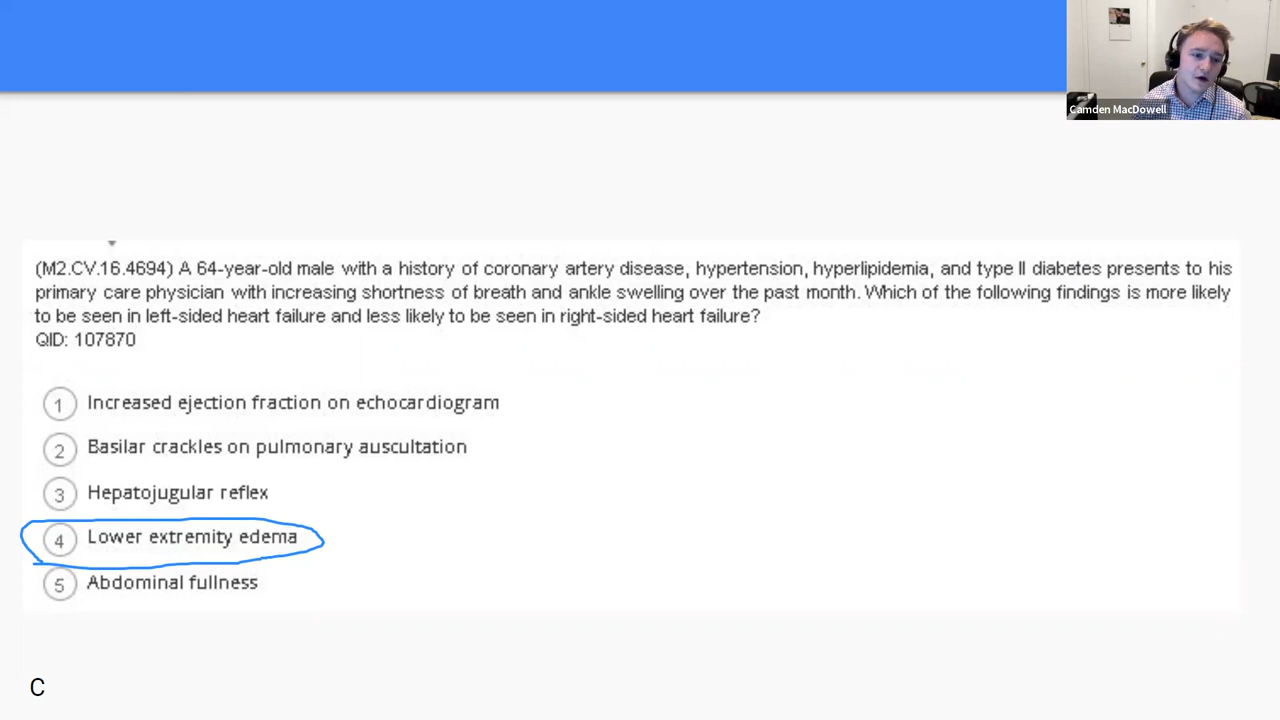 Camden MacDowell
(M2.CV.16.4694) A 64-year-old male with a history of coronary artery disease, hypertension, hyperlipidemia, and type II diabetes presents to his
primary care physician with increasing shortness of breath and ankle swelling over the past month. Which of the following findings is more likely
to be seen in left-sided heart failure and less likely to be seen in right-sided heart failure?
QID: 107870
1 Increased ejection fraction on echocardiogram
2 Basilar crackles on pulmonary auscultation
3 Hepatojugular reflex
4 Lower extremity edema
5 Abdominal fullness
C